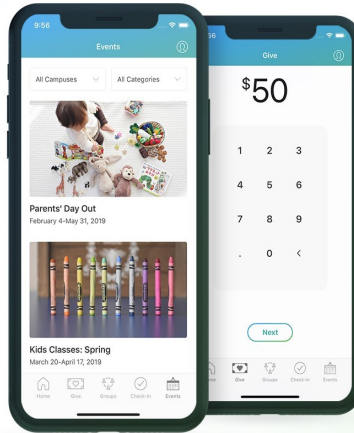 9:56
Events
All Campuses
All Categories
Parents' Day Out
February 4-May 31, 2019
Kids Classes: Spring
March 20-April 17, 2019
Home
Give
Groups
Check-In
Events
Give
$50
1 2 3
4 5 6
7 8 9
. 0 <
Next
Give
Groups
Check-In
Events